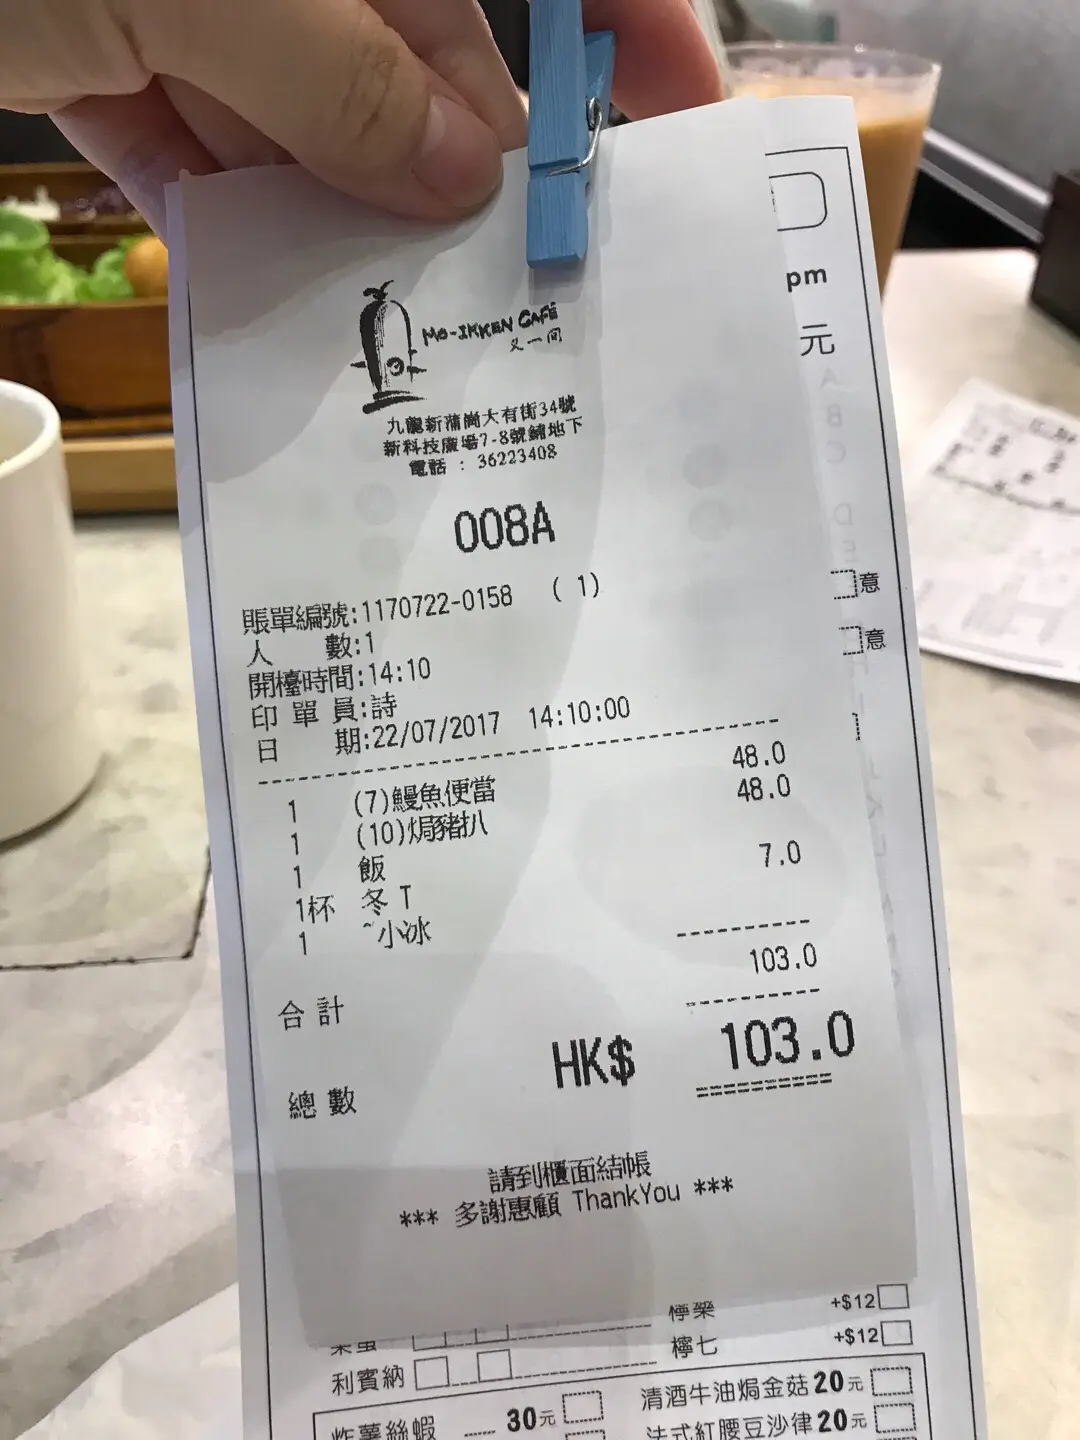 MO-IKKEN CAFÉ
又一間
九龍新蒲崗大有街34號
新科技廣場7-8號鋪地下
電話 : 36223408
008A
賬單編號:1170722-0158 ( 1)
人 數:1
開檯時間:14:10
印 單 員:詩
日 期:22/07/2017 14:10:00
1 (7)鰻魚便當 48.0
1 (10)焗豬扒 48.0
1 飯
1杯 冬 T 7.0
1 ~小冰
103.0
合 計
HK$ 103.0
總 數
請到櫃面結帳
*** 多謝惠顧 ThankYou ***
pm
元
意
意
+$12
檸七 +$12
利賓納
清酒牛油焗金菇 20元
炸薯絲蝦 30元
法式紅腰豆沙律 20元